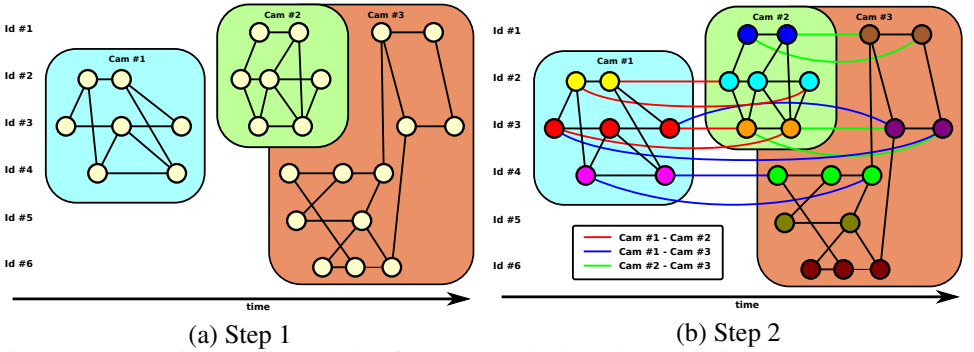 Id #1
Id #2
Id #3
Id #4
Id #5
Id #6
Cam #1
Cam #2
Cam #3
time
(a) Step 1
Id #1
Id #2
Id #3
Id #4
Id #5
Id #6
Cam #1
Cam #2
Cam #3
Cam #1 - Cam #2
Cam #1 - Cam #3
Cam #2 - Cam #3
time
(b) Step 2